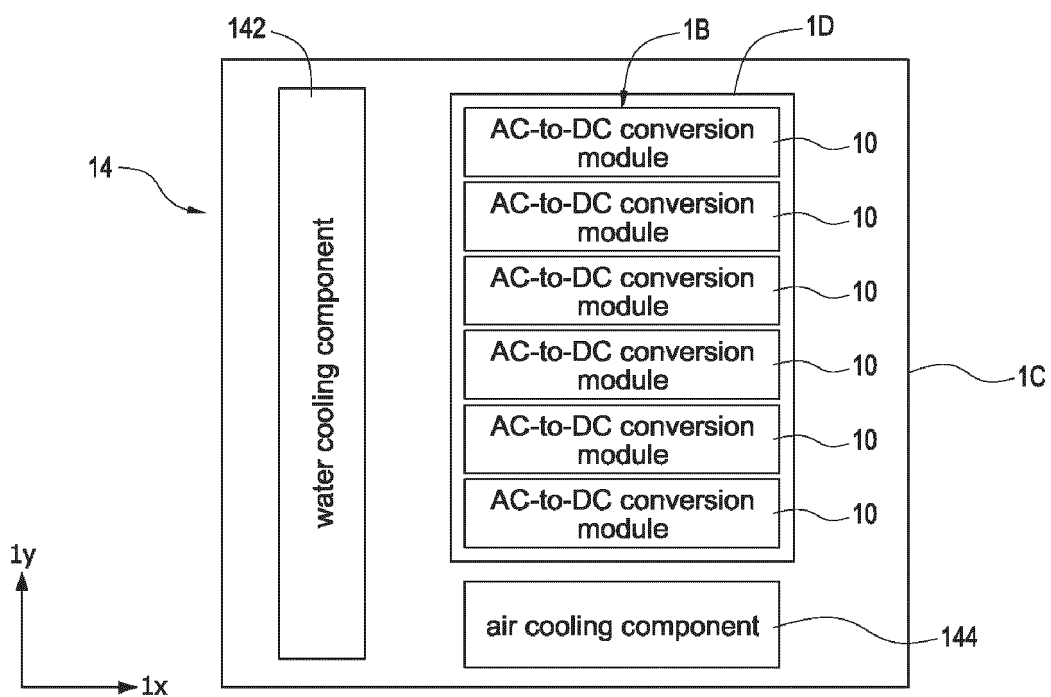 142
1B
1D
AC-to-DC conversion
module
10
14
AC-to-DC conversion
module
10
AC-to-DC conversion
module
10
water cooling component
AC-to-DC conversion
module
10
1C
AC-to-DC conversion
module
10
AC-to-DC conversion
module
10
1y
air cooling component
144
1x